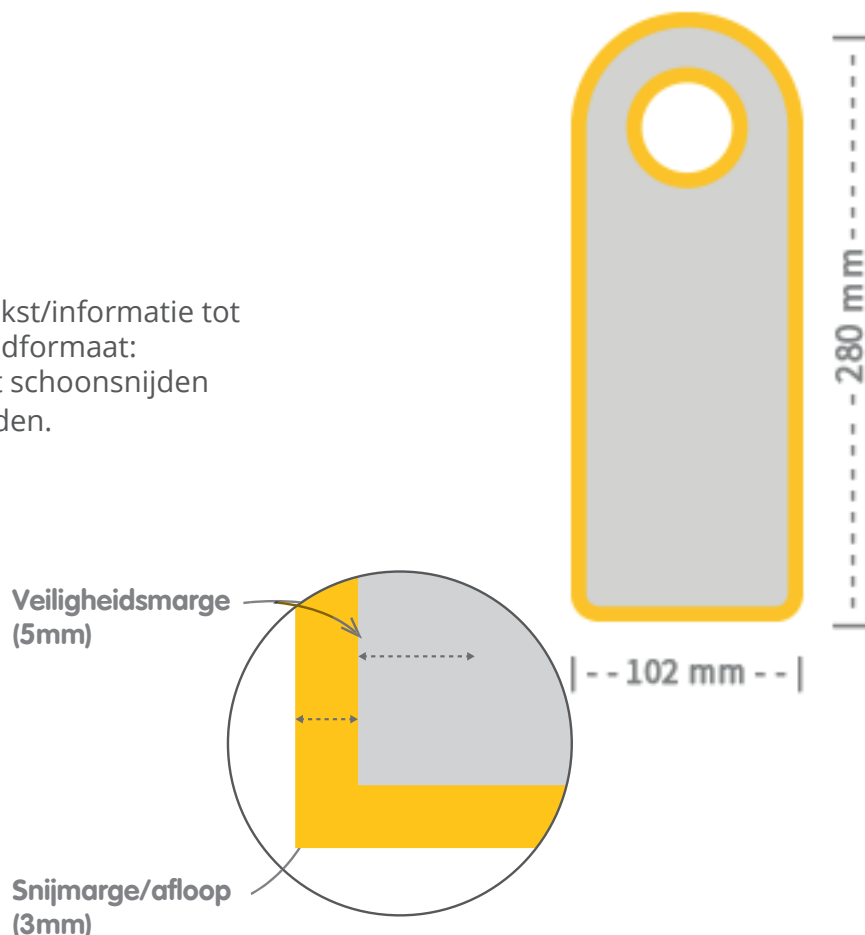 kst/informatie tot
dformaat:
t schoonsnijden
den.
280 mm
Veiligheidsmarge
(5mm)
102 mm
Snijmarge/afloop
(3mm)